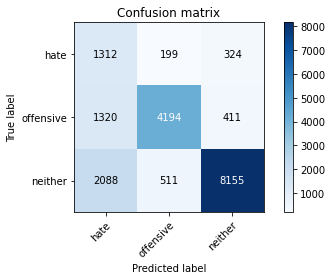 Confusion matrix
hate 1312 199 324
offensive 1320 4194 411
neither 2088 511 8155
hate offensive neither
True label
Predicted label
8000
7000
6000
5000
4000
3000
2000
1000